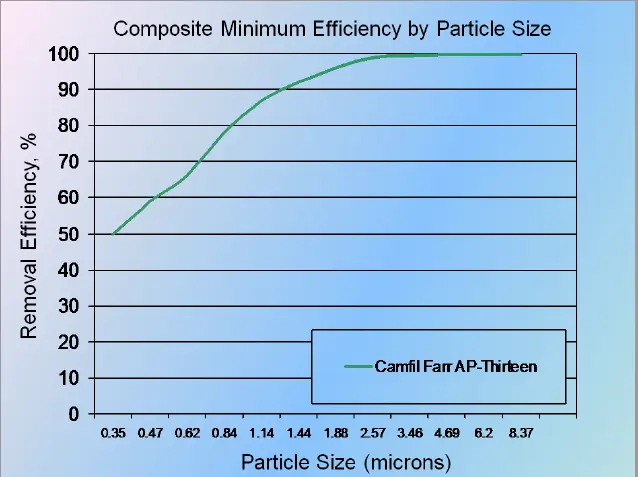 Composite Minimum Efficiency by Particle Size
Removal Efficiency, %
100
90
80
70
60
50
40
30
20
10
0
Camfil Farr AP-Thirteen
0.35 0.47 0.62 0.84 1.14 1.44 1.88 2.57 3.46 4.69 6.2 8.37
Particle Size (microns)